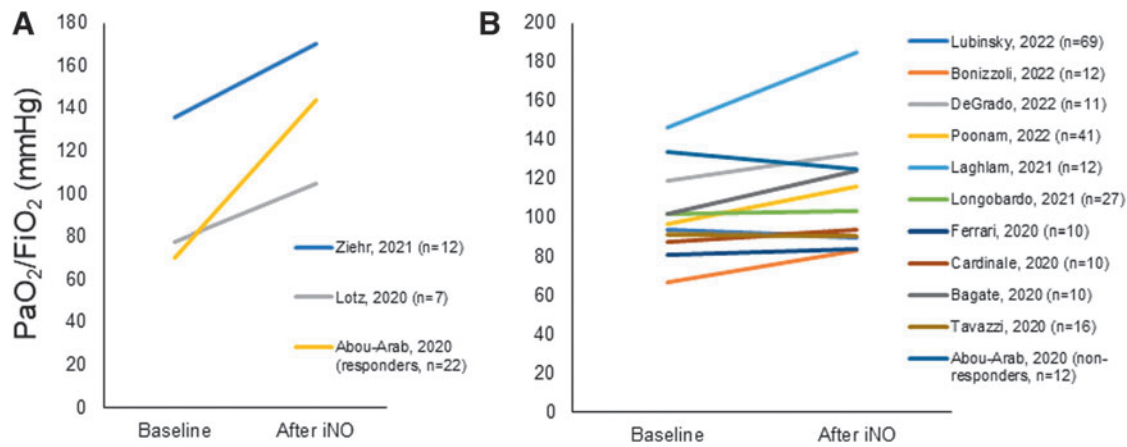 A
PaO2/FiO2 (mmHg)
180
160
140
120
100
80
60
40
20
0
Baseline
After iNO
Ziehr, 2021 (n=12)
Lotz, 2020 (n=7)
Abou-Arab, 2020
(responders, n=22)
B
200
180
160
140
120
100
80
60
40
20
0
Baseline
After iNO
Lubinsky, 2022 (n=69)
Bonizzoli, 2022 (n=12)
DeGrado, 2022 (n=11)
Poonam, 2022 (n=41)
Laghlam, 2021 (n=12)
Longobardo, 2021 (n=27)
Ferrari, 2020 (n=10)
Cardinale, 2020 (n=10)
Bagate, 2020 (n=10)
Tavazzi, 2020 (n=16)
Abou-Arab, 2020 (non-
responders, n=12)